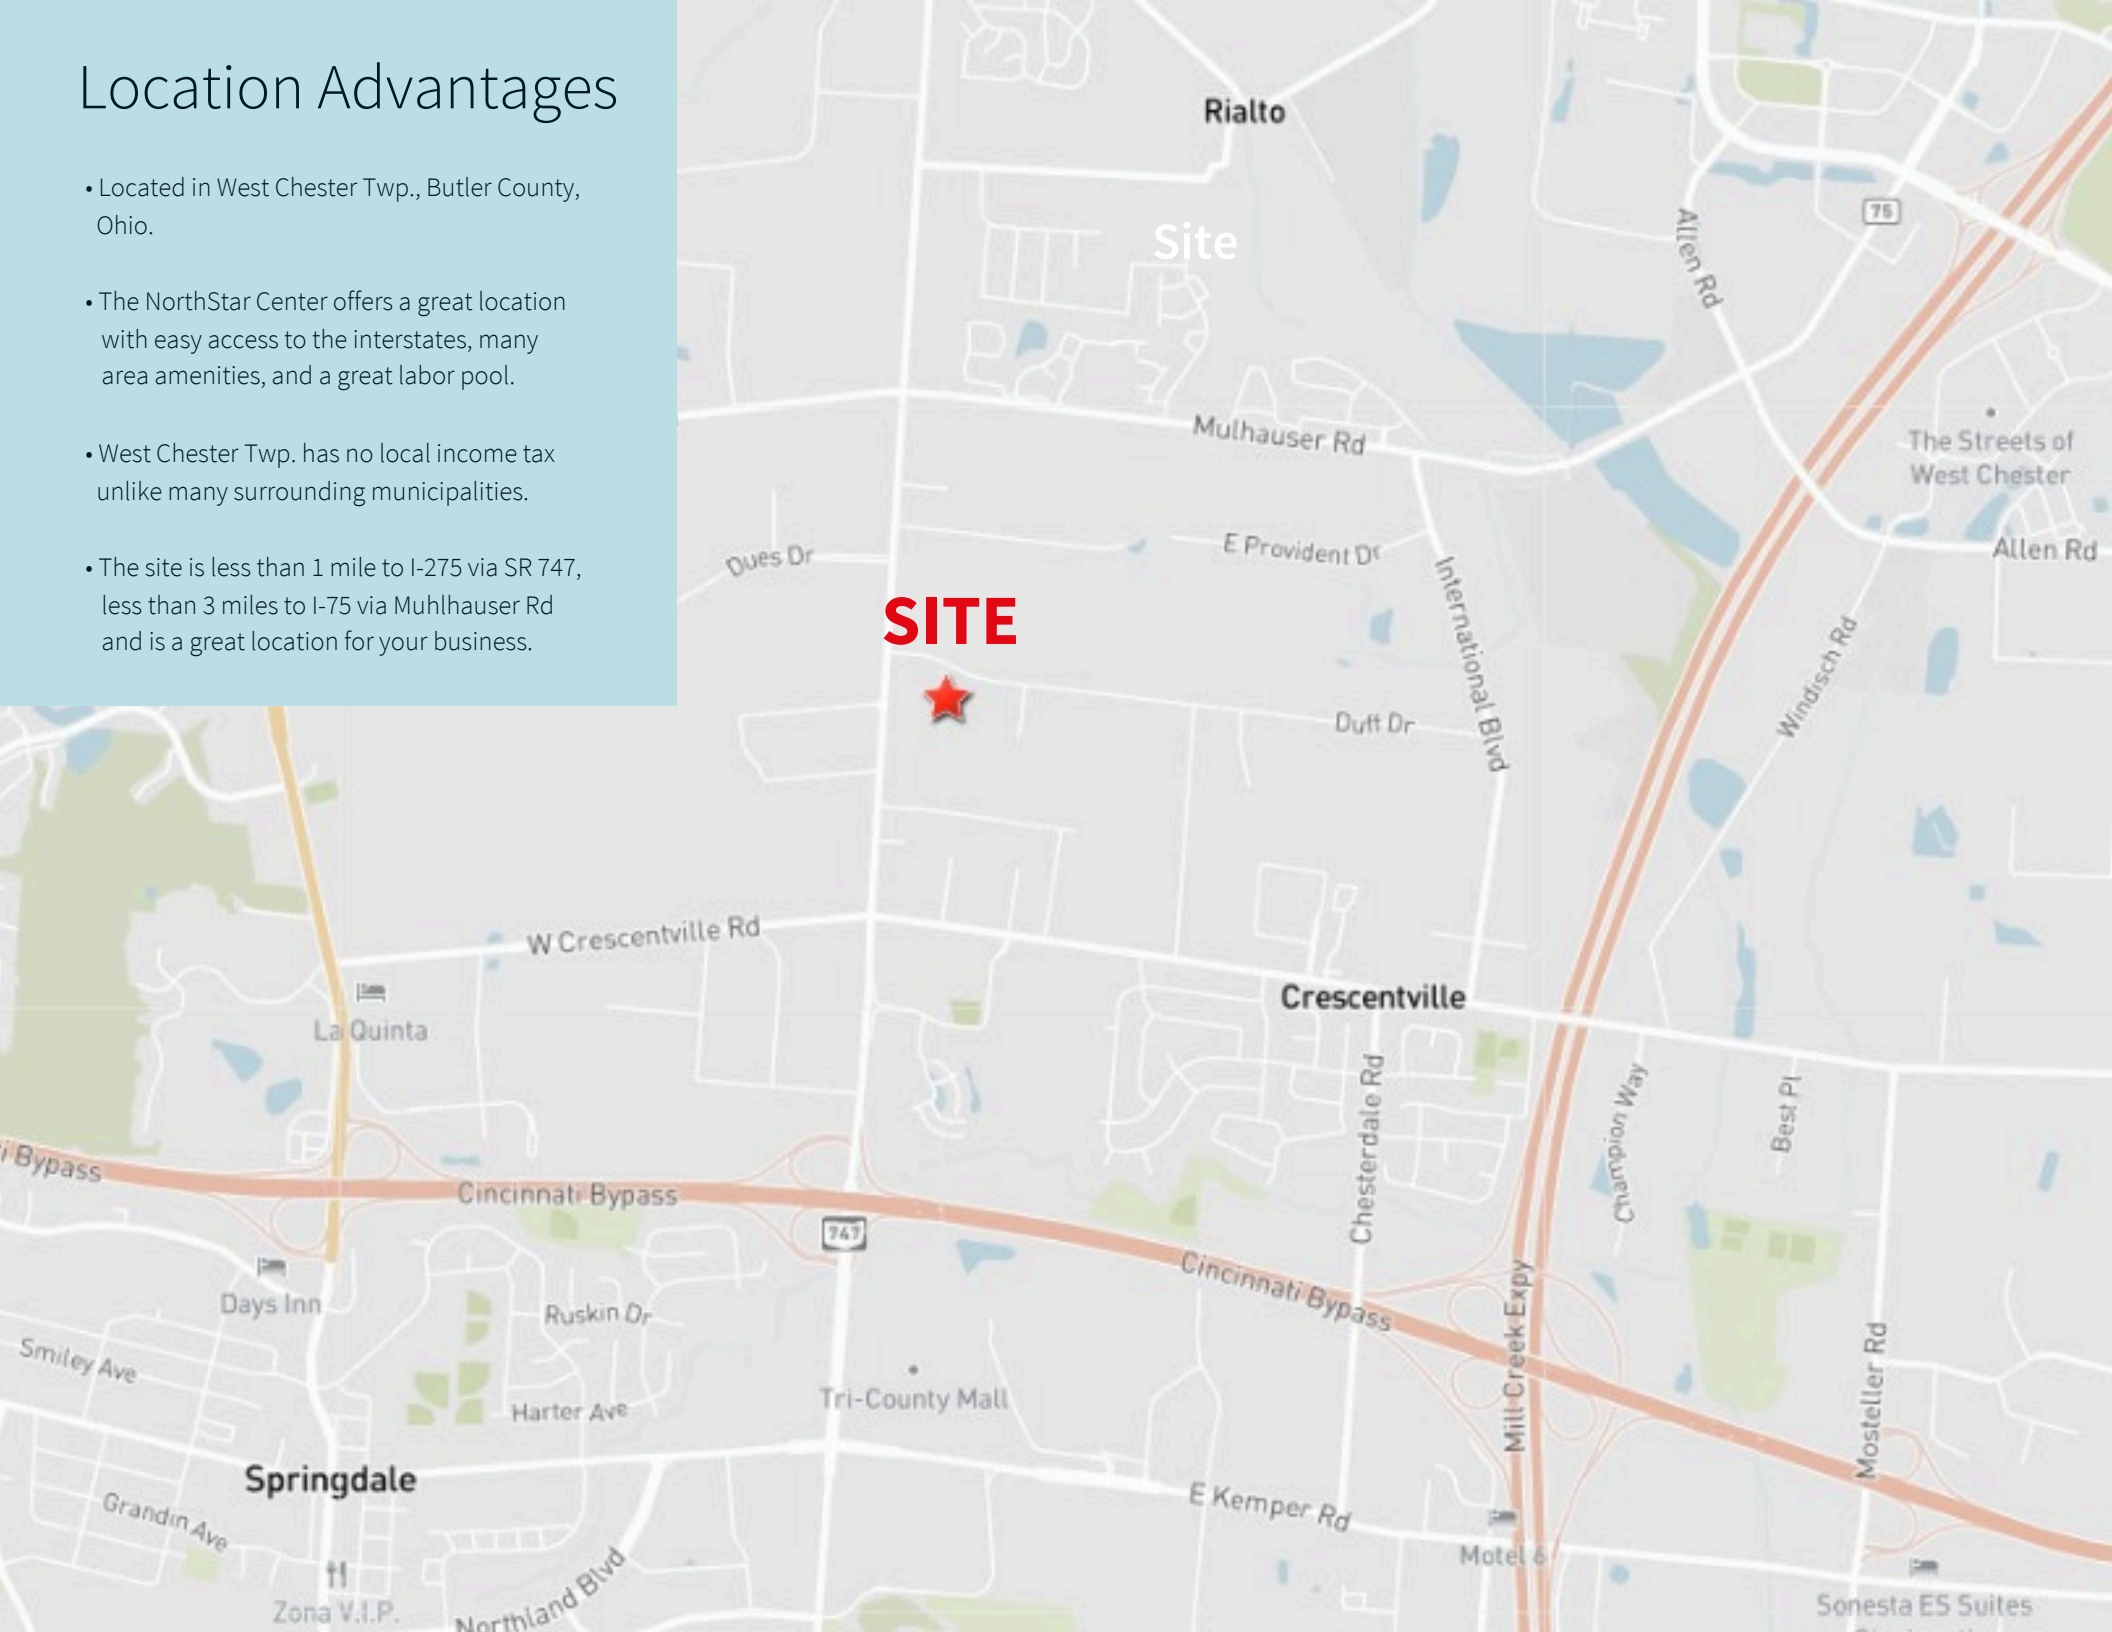 Location Advantages
• Located in West Chester Twp., Butler County,
Ohio.
• The NorthStar Center offers a great location
with easy access to the interstates, many
area amenities, and a great labor pool.
• West Chester Twp. has no local income tax
unlike many surrounding municipalities.
• The site is less than 1 mile to I-275 via SR 747,
less than 3 miles to I-75 via Muhlhauser Rd
and is a great location for your business.
Rialto
Site
75
Allen Rd
Mulhauser Rd
The Streets of
West Chester
Dues Dr
E Provident Dr
Allen Rd
International Blvd
SITE
Windisch Rd
Duff Dr
W Crescentville Rd
Crescentville
La Quinta
Chesterdale Rd
Champion Way
Best Pl
i Bypass
Cincinnati Bypass
747
Cincinnati Bypass
Mill Creek Expy
Days Inn
Ruskin Dr
Smiley Ave
Mosteller Rd
Tri-County Mall
Harter Ave
Springdale
Grandin Ave
E Kemper Rd
Motel 6
Northland Blvd
Zona V.I.P.
Sonesta ES Suites